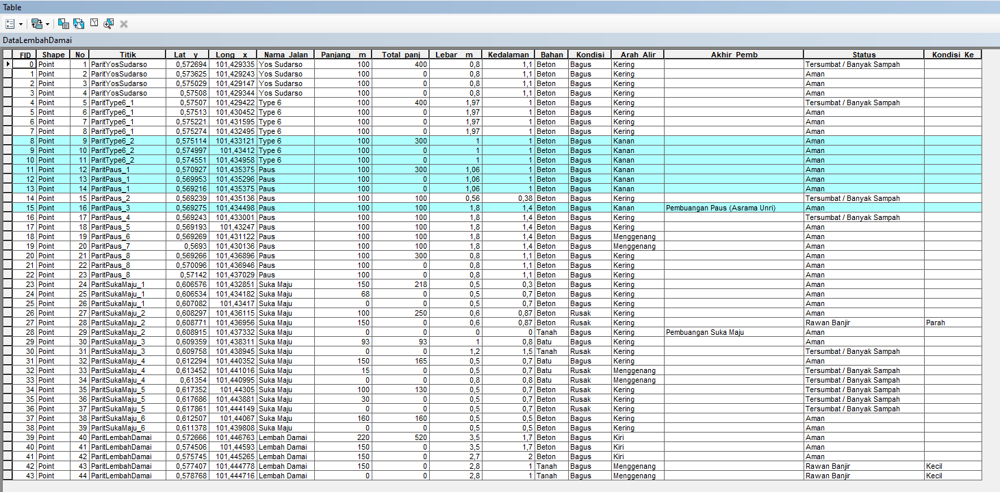 Table
DataLembahDamai
FID Shape No Titik Lat__y Long__x Nama_Jalan Panjang__m Total_panj Lebar__m Kedalaman Bahan Kondisi Arah_Alir Akhir_Pemb Status Kondisi_Ke
0 Point 1 ParitYosSudarso 0,572694 101,429335 Yos Sudarso 100 400 0,8 1,1 Beton Bagus Kering Tersumbat / Banyak Sampah
1 Point 2 ParitYosSudarso 0,573625 101,429243 Yos Sudarso 100 0 0,8 1,1 Beton Bagus Kering Aman
2 Point 3 ParitYosSudarso 0,575029 101,429147 Yos Sudarso 100 0 0,8 1,1 Beton Bagus Kering Aman
3 Point 4 ParitYosSudarso 0,57508 101,429344 Yos Sudarso 100 0 0,8 1,1 Beton Bagus Kering Aman
4 Point 5 ParitType6_1 0,57507 101,429422 Type 6 100 400 1,97 1 Beton Bagus Kering Tersumbat / Banyak Sampah
5 Point 6 ParitType6_1 0,57513 101,430452 Type 6 100 0 1,97 1 Beton Bagus Kering Aman
6 Point 7 ParitType6_1 0,575221 101,431595 Type 6 100 0 1,97 1 Beton Bagus Kering Aman
7 Point 8 ParitType6_1 0,575274 101,432495 Type 6 100 0 1,97 1 Beton Bagus Kering Aman
8 Point 9 ParitType6_2 0,575114 101,433121 Type 6 100 300 1 1 Beton Bagus Kanan Aman
9 Point 10 ParitType6_2 0,574997 101,43412 Type 6 100 0 1 1 Beton Bagus Kanan Aman
10 Point 11 ParitType6_2 0,574551 101,434958 Type 6 100 0 1 1 Beton Bagus Kanan Aman
11 Point 12 ParitPaus_1 0,570927 101,435375 Paus 100 300 1,06 1 Beton Bagus Kanan Aman
12 Point 13 ParitPaus_1 0,569953 101,435296 Paus 100 0 1,06 1 Beton Bagus Kanan Aman
13 Point 14 ParitPaus_1 0,569216 101,435375 Paus 100 0 1,06 1 Beton Bagus Kanan Aman
14 Point 15 ParitPaus_2 0,569239 101,435136 Paus 100 100 0,56 0,38 Beton Bagus Kering Tersumbat / Banyak Sampah
15 Point 16 ParitPaus_3 0,569275 101,434498 Paus 100 100 1,8 1,4 Beton Bagus Kanan Pembuangan Paus (Asrama Unri) Aman
16 Point 17 ParitPaus_4 0,569243 101,433001 Paus 100 100 1,8 1,4 Beton Bagus Kering Tersumbat / Banyak Sampah
17 Point 18 ParitPaus_5 0,569193 101,43247 Paus 100 100 1,8 1,4 Beton Bagus Kering Aman
18 Point 19 ParitPaus_6 0,569269 101,431122 Paus 100 100 1,8 1,4 Beton Bagus Menggenang Aman
19 Point 20 ParitPaus_7 0,5693 101,430136 Paus 100 100 1,8 1,4 Beton Bagus Menggenang Aman
20 Point 21 ParitPaus_8 0,569266 101,436896 Paus 100 300 0,8 1,1 Beton Bagus Kering Aman
21 Point 22 ParitPaus_8 0,570096 101,436946 Paus 100 0 0,8 1,1 Beton Bagus Kering Aman
22 Point 23 ParitPaus_8 0,57142 101,437029 Paus 100 0 0,8 1,1 Beton Bagus Kering Aman
23 Point 24 ParitSukaMaju_1 0,606576 101,432851 Suka Maju 150 218 0,5 0,3 Beton Bagus Kering Aman
24 Point 25 ParitSukaMaju_1 0,606534 101,434182 Suka Maju 68 0 0,5 0,7 Beton Bagus Kering Aman
25 Point 26 ParitSukaMaju_1 0,607082 101,43417 Suka Maju 0 0 0,5 0,7 Beton Bagus Kering Aman
26 Point 27 ParitSukaMaju_2 0,608297 101,436115 Suka Maju 100 250 0,6 0,87 Beton Rusak Kering Aman
27 Point 28 ParitSukaMaju_2 0,608771 101,436956 Suka Maju 150 0 0,6 0,87 Beton Rusak Kering Rawan Banjir Parah
28 Point 29 ParitSukaMaju_2 0,608915 101,437332 Suka Maju 0 0 0 0 Tanah Bagus Kering Pembuangan Suka Maju Aman
29 Point 30 ParitSukaMaju_3 0,609359 101,438311 Suka Maju 93 93 1 0,8 Batu Bagus Kering Aman
30 Point 31 ParitSukaMaju_3 0,609758 101,438945 Suka Maju 0 0 1,2 1,5 Tanah Rusak Kering Tersumbat / Banyak Sampah
31 Point 32 ParitSukaMaju_4 0,612294 101,440352 Suka Maju 150 165 0,5 0,7 Batu Bagus Kering Aman
32 Point 33 ParitSukaMaju_4 0,613452 101,441016 Suka Maju 15 0 0,5 0,7 Batu Rusak Menggenang Tersumbat / Banyak Sampah
33 Point 34 ParitSukaMaju_4 0,61354 101,440995 Suka Maju 0 0 0,8 0,8 Batu Rusak Menggenang Tersumbat / Banyak Sampah
34 Point 35 ParitSukaMaju_5 0,617352 101,44305 Suka Maju 100 130 0,5 0,7 Beton Rusak Kering Tersumbat / Banyak Sampah
35 Point 36 ParitSukaMaju_5 0,617686 101,443881 Suka Maju 30 0 0,5 0,7 Beton Rusak Kering Tersumbat / Banyak Sampah
36 Point 37 ParitSukaMaju_5 0,617861 101,444149 Suka Maju 0 0 0,5 0,7 Beton Rusak Kering Tersumbat / Banyak Sampah
37 Point 38 ParitSukaMaju_6 0,612507 101,44067 Suka Maju 160 160 0,5 0,5 Beton Bagus Kering Aman
38 Point 39 ParitSukaMaju_6 0,611378 101,439808 Suka Maju 0 0 0,5 0,5 Beton Bagus Kering Aman
39 Point 40 ParitLembahDamai 0,572666 101,446763 Lembah Damai 220 520 3,5 1,7 Beton Bagus Kiri Aman
40 Point 41 ParitLembahDamai 0,574506 101,44593 Lembah Damai 150 0 3,5 1,7 Beton Bagus Kiri Aman
41 Point 42 ParitLembahDamai 0,575745 101,445265 Lembah Damai 150 0 2,7 2 Beton Bagus Kiri Aman
42 Point 43 ParitLembahDamai 0,577407 101,444778 Lembah Damai 150 0 2,8 1 Tanah Bagus Menggenang Rawan Banjir Kecil
43 Point 44 ParitLembahDamai 0,578768 101,444716 Lembah Damai 0 0 2,8 1 Tanah Bagus Menggenang Rawan Banjir Kecil